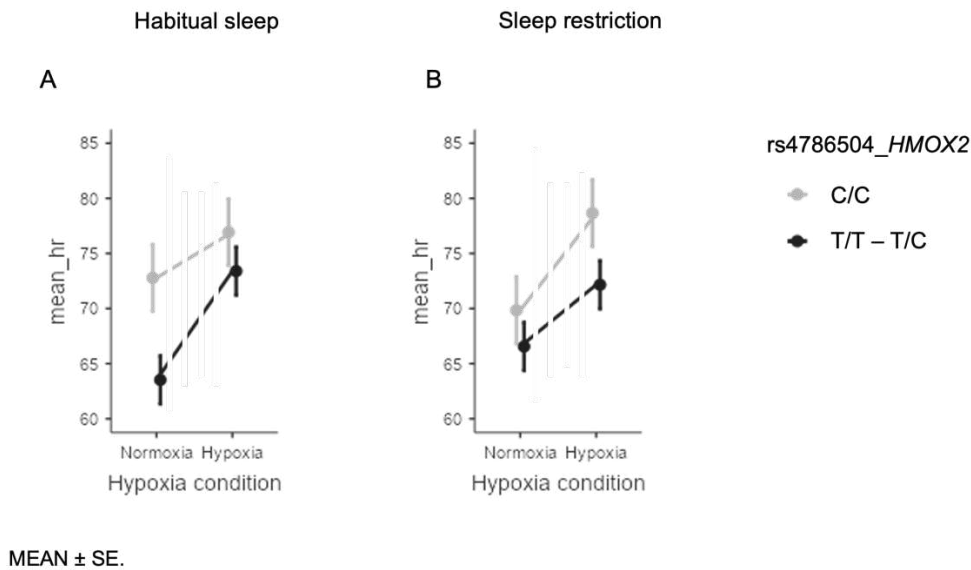 Habitual sleep
Sleep restriction
A
B
85
80
75
70
65
60
mean_hr
Normoxia Hypoxia
Hypoxia condition
85
80
75
70
65
60
mean_hr
Normoxia Hypoxia
Hypoxia condition
rs4786504_HMOX2
C/C
T/T – T/C
MEAN ± SE.